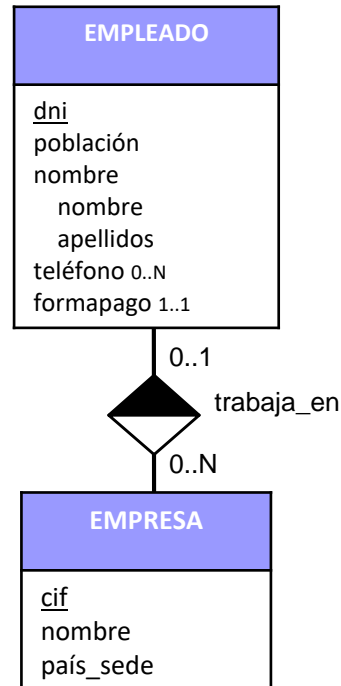 EMPLEADO
dni
población
nombre
nombre
apellidos
teléfono 0..N
formapago 1..1
0..1
trabaja_en
0..N
EMPRESA
cif
nombre
país_sede